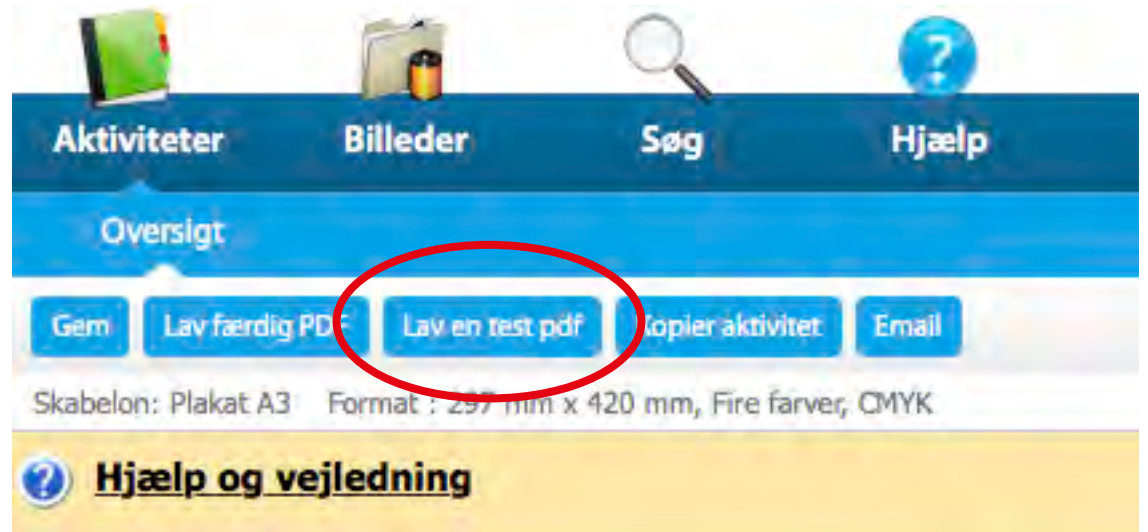 Aktiviteter Billeder Søg Hjælp
Oversigt
Gem Lav færdig PDF Lav en test pdf Kopier aktivitet Email
Skabelon: Plakat A3 Format : 297 mm x 420 mm, Fire farver, CMYK
Hjælp og vejledning